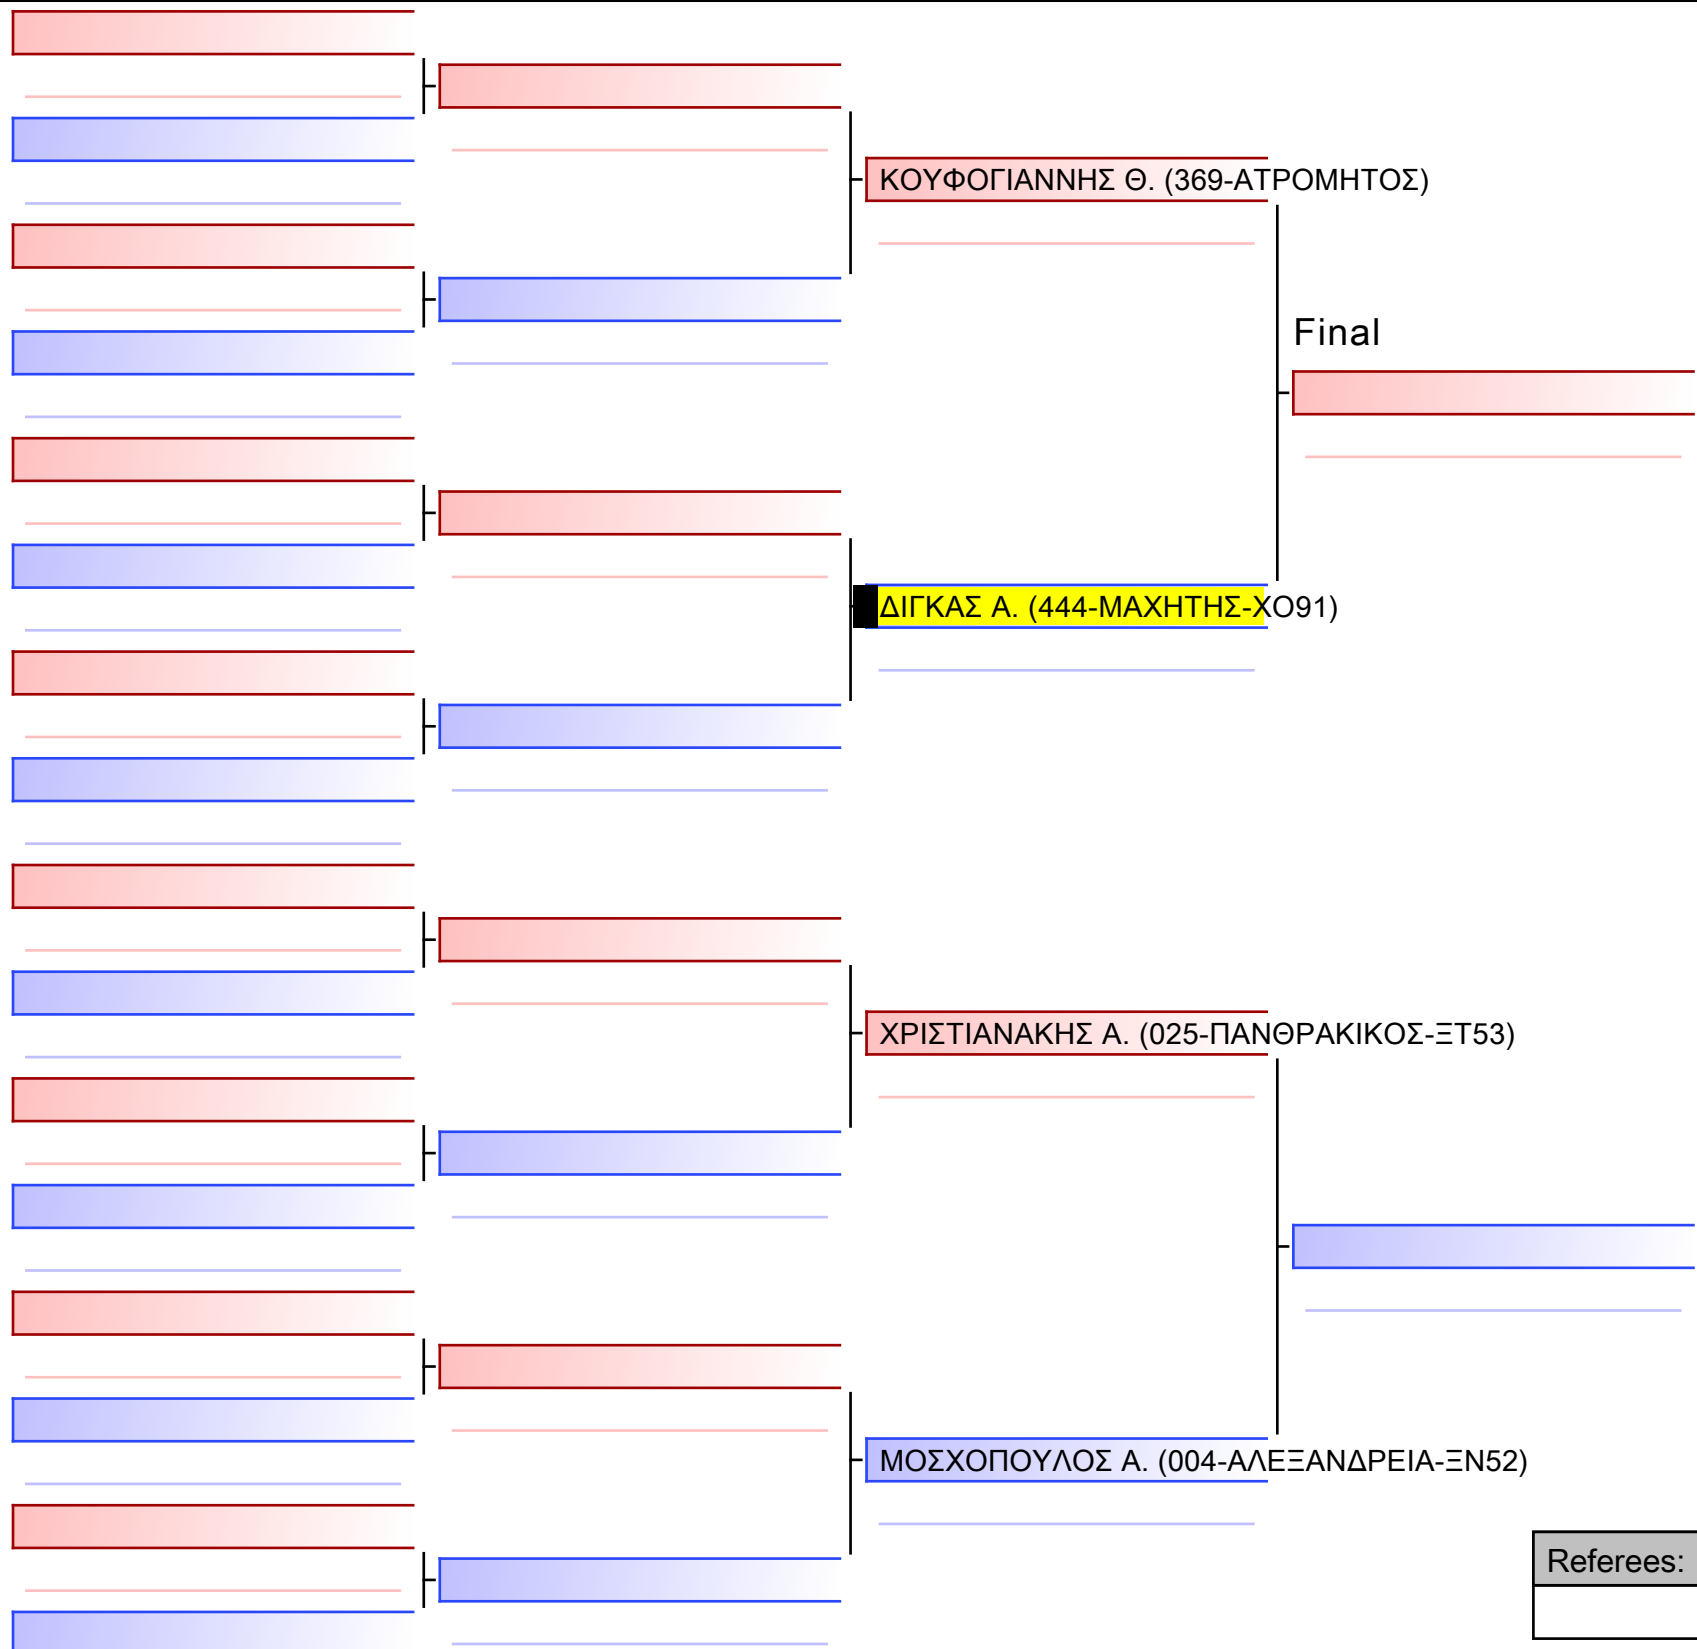 ΚΟΥΦΟΓΙΑΝΝΗΣ Θ. (369-ΑΤΡΟΜΗΤΟΣ)
Final
ΔΙΓΚΑΣ Α. (444-ΜΑΧΗΤΗΣ-ΧΟ91)
ΧΡΙΣΤΙΑΝΑΚΗΣ Α. (025-ΠΑΝΘΡΑΚΙΚΟΣ-ΞΤ53)
ΜΟΣΧΟΠΟΥΛΟΣ Α. (004-ΑΛΕΞΑΝΔΡΕΙΑ-ΞΝ52)
Referees: